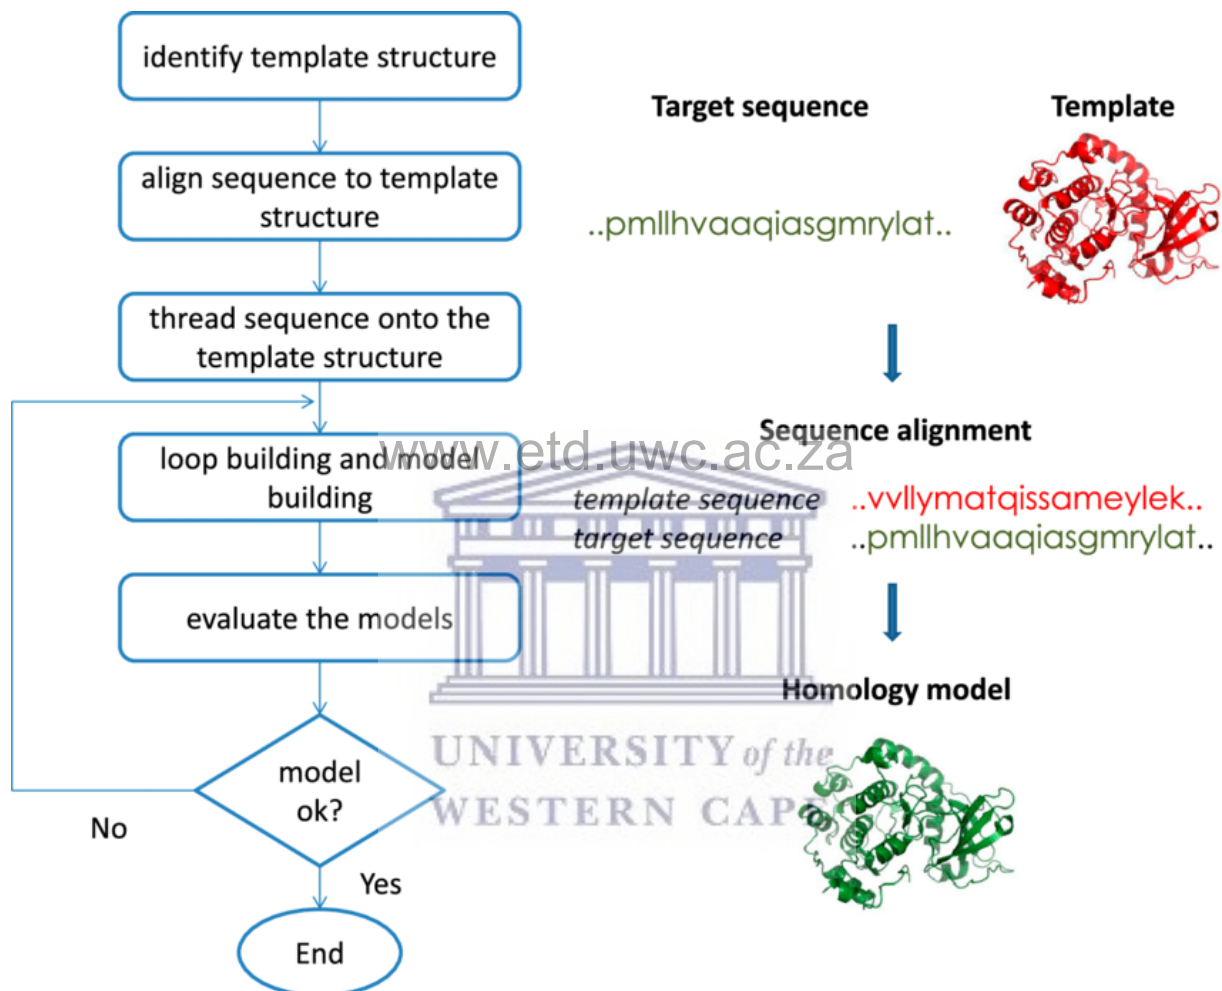 identify template structure
align sequence to template
structure
thread sequence onto the
template structure
loop building and model
building
evaluate the models
model
ok?
No
Yes
End
Target sequence
Template
..pmllhvaaqiasgmrylat..
Sequence alignment
template sequence ..vvllymatqissameylek..
target sequence ..pmllhvaaqiasgmrylat..
Homology model
www.etd.uwc.ac.za
UNIVERSITY of the
WESTERN CAPE